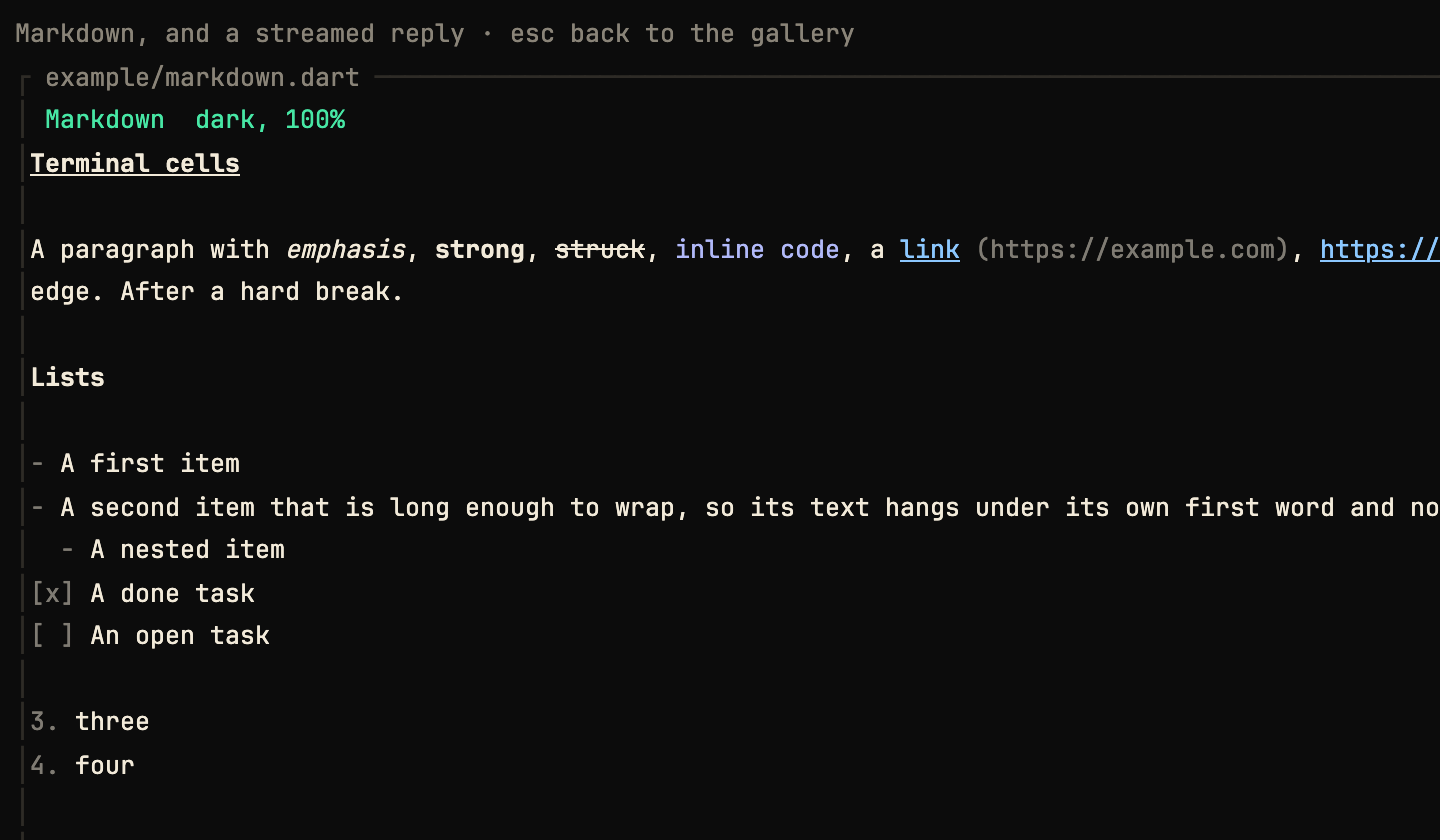 Markdown, and a streamed reply · esc back to the gallery
example/markdown.dart
Markdown  dark, 100%
Terminal cells
A paragraph with emphasis, strong, struck, inline code, a link (https://example.com), https://
edge. After a hard break.
Lists
- A first item
- A second item that is long enough to wrap, so its text hangs under its own first word and no
  - A nested item
[x] A done task
[ ] An open task
3. three
4. four